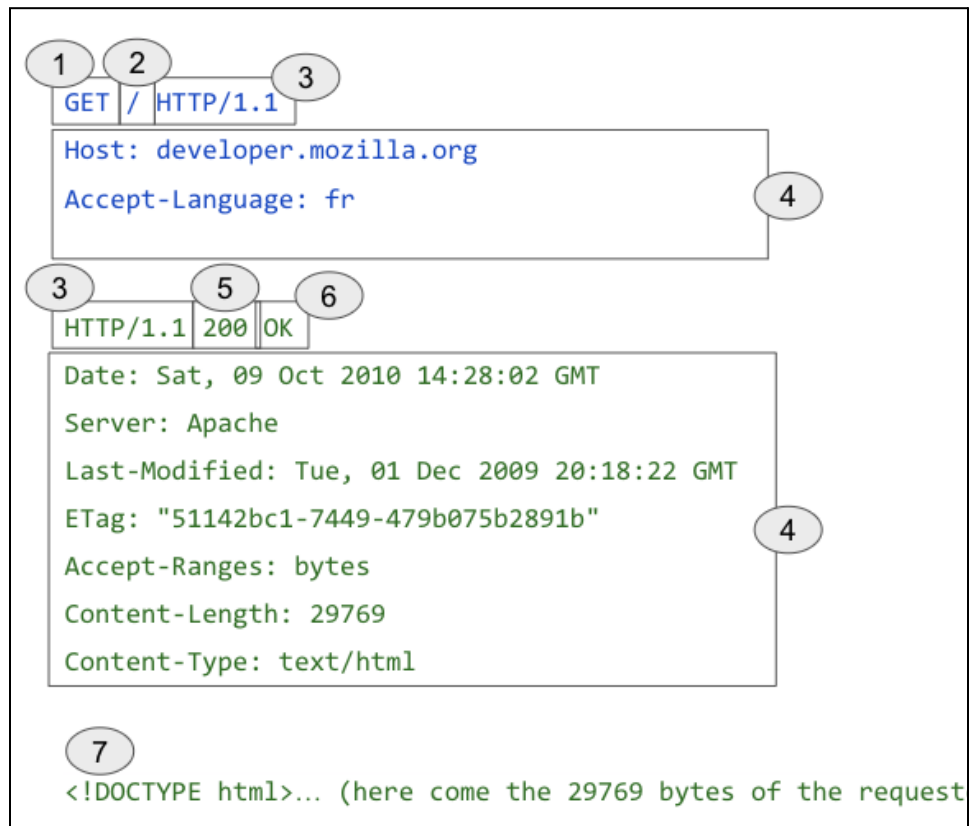 1 2 3
GET / HTTP/1.1
Host: developer.mozilla.org
Accept-Language: fr
4
3 5 6
HTTP/1.1 200 OK
Date: Sat, 09 Oct 2010 14:28:02 GMT
Server: Apache
Last-Modified: Tue, 01 Dec 2009 20:18:22 GMT
ETag: "51142bc1-7449-479b075b2891b"
4
Accept-Ranges: bytes
Content-Length: 29769
Content-Type: text/html
7
<!DOCTYPE html>… (here come the 29769 bytes of the request